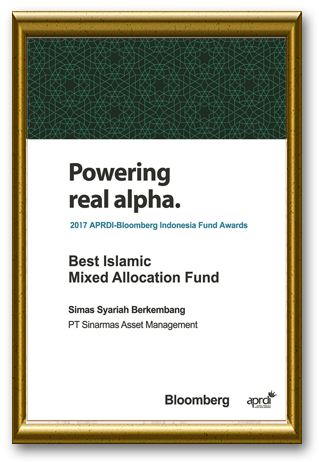 Powering
real alpha.
2017 APRDI-Bloomberg Indonesia Fund Awards
Best Islamic
Mixed Allocation Fund
Simas Syariah Berkembang
PT Sinarmas Asset Management
Bloomberg
aprdi